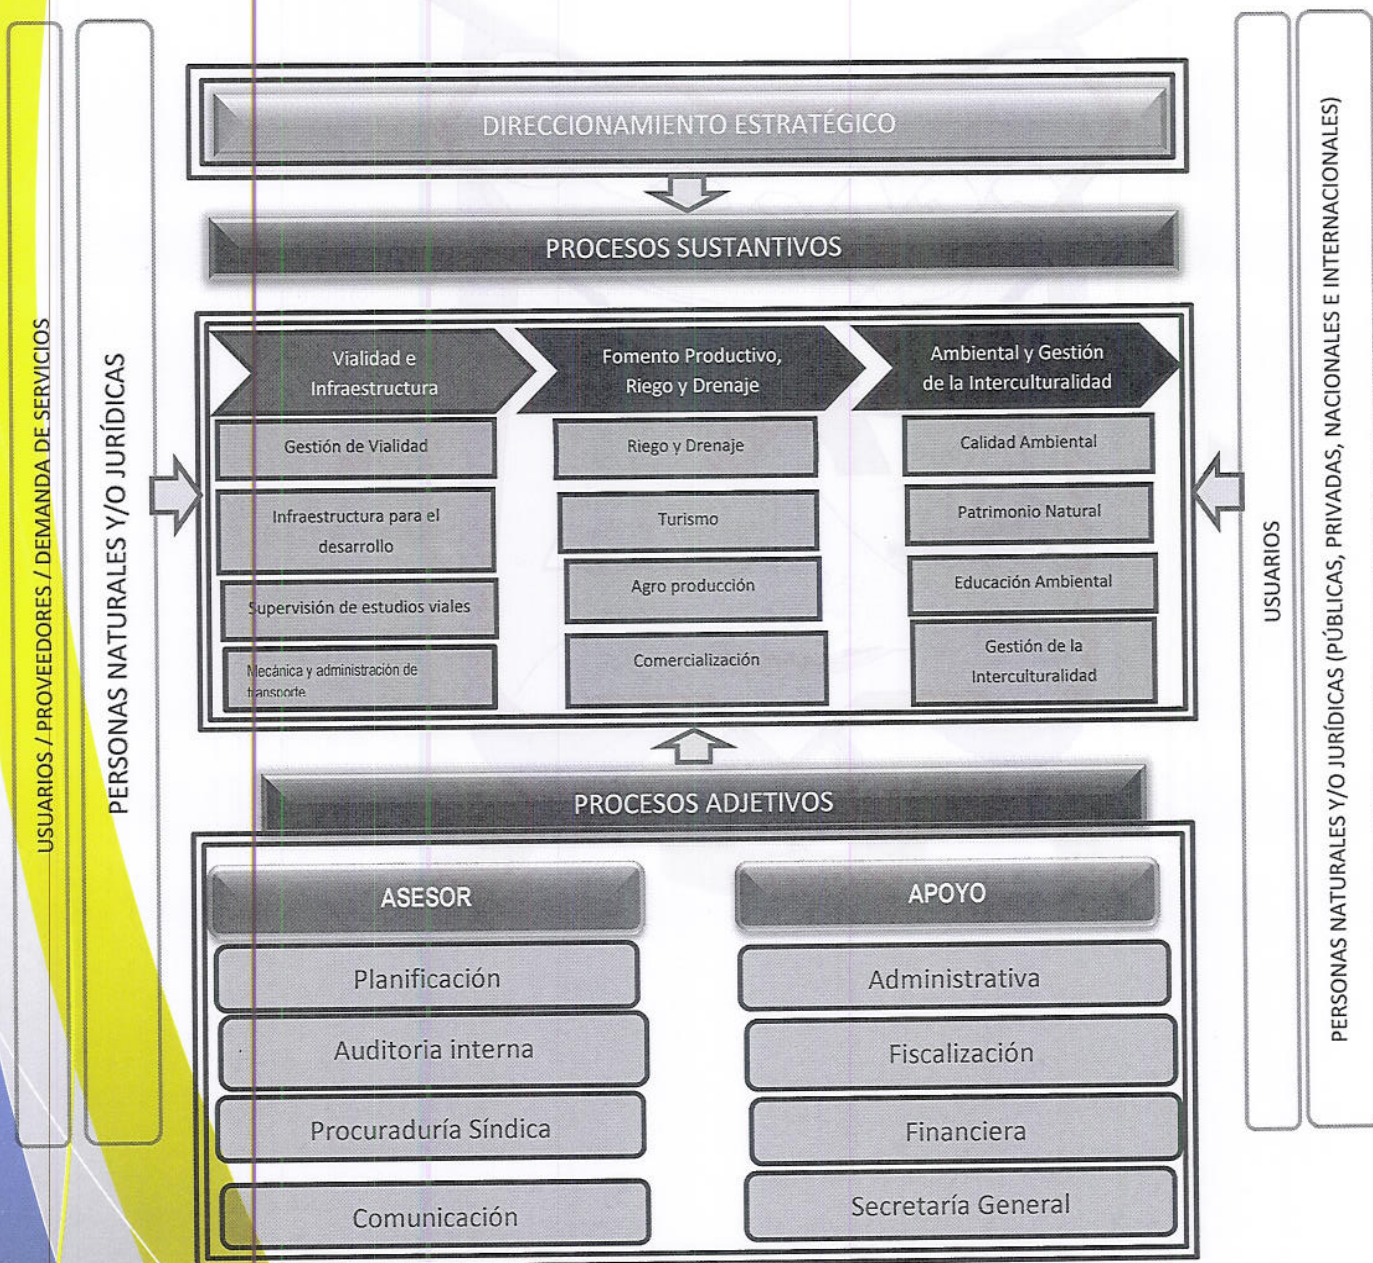 USUARIOS / PROVEEDORES / DEMANDA DE SERVICIOS
PERSONAS NATURALES Y/O JURÍDICAS
DIRECCIONAMIENTO ESTRATÉGICO
PROCESOS SUSTANTIVOS
Vialidad e
Infraestructura
Gestión de Vialidad
Infraestructura para el
desarrollo
Supervisión de estudios viales
Mecánica y administración de
transporte
Fomento Productivo,
Riego y Drenaje
Riego y Drenaje
Turismo
Agro producción
Comercialización
Ambiental y Gestión
de la Interculturalidad
Calidad Ambiental
Patrimonio Natural
Educación Ambiental
Gestión de la
Interculturalidad
PROCESOS ADJETIVOS
ASESOR
Planificación
Auditoria interna
Procuraduría Síndica
Comunicación
APOYO
Administrativa
Fiscalización
Financiera
Secretaría General
USUARIOS
PERSONAS NATURALES Y/O JURÍDICAS (PÚBLICAS, PRIVADAS, NACIONALES E INTERNACIONALES)